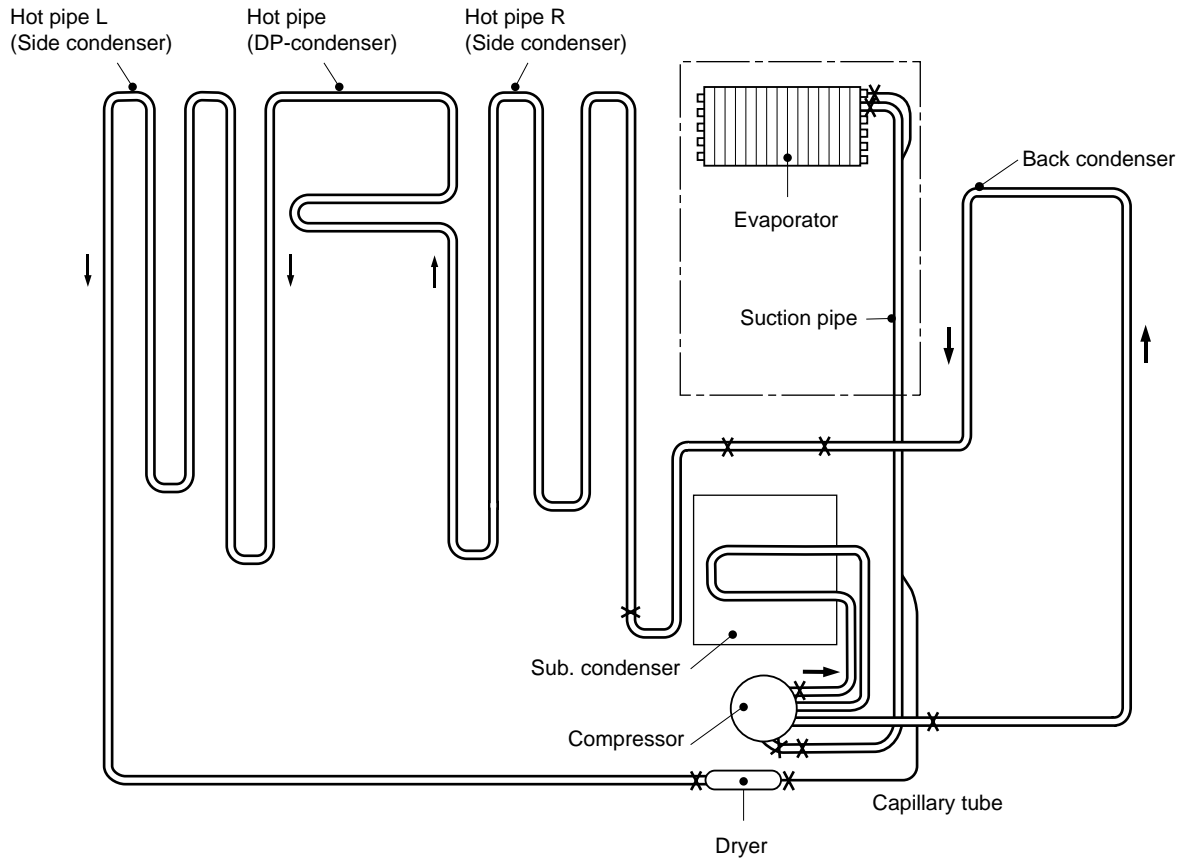 Hot pipe L
(Side condenser)
Hot pipe
(DP-condenser)
Hot pipe R
(Side condenser)
Back condenser
Evaporator
Suction pipe
Sub. condenser
Compressor
Capillary tube
Dryer